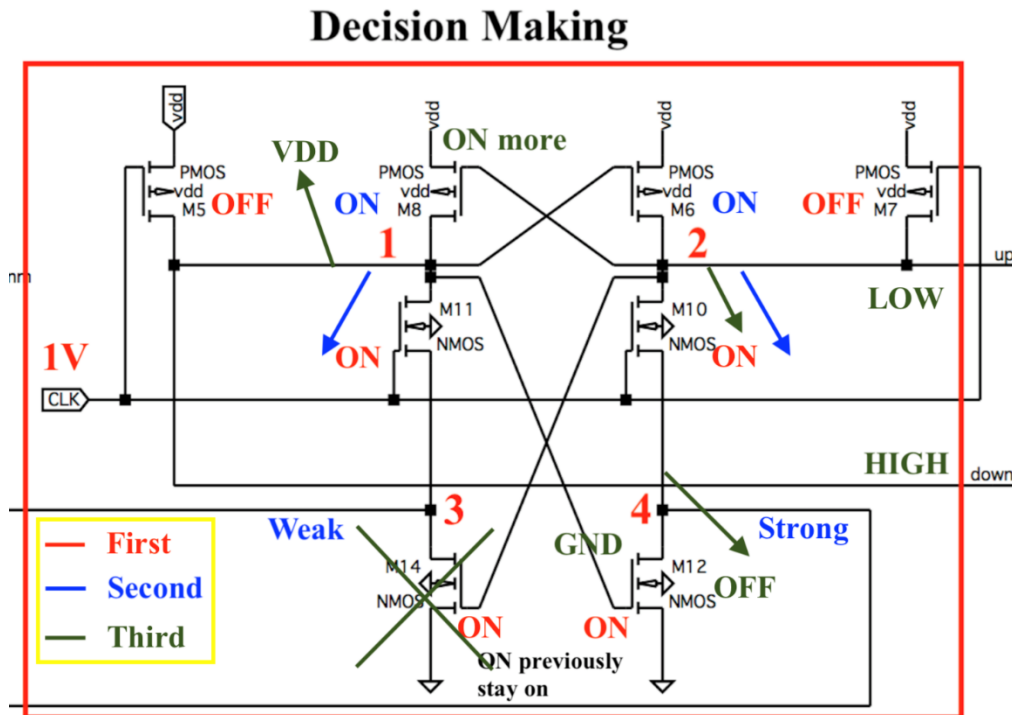 Decision Making
vdd
vdd
vdd
vdd
ON more
VDD
PMOS
vdd
M5
OFF
ON
PMOS
vdd
M8
PMOS
vdd
M6
ON
OFF
PMOS
vdd
M7
1
2
up
LOW
M11
NMOS
ON
M10
NMOS
ON
1V
CLK
HIGH
down
3
4
Weak
Strong
GND
M14
NMOS
ON
M12
NMOS
ON
OFF
ON previously
stay on
First
Second
Third